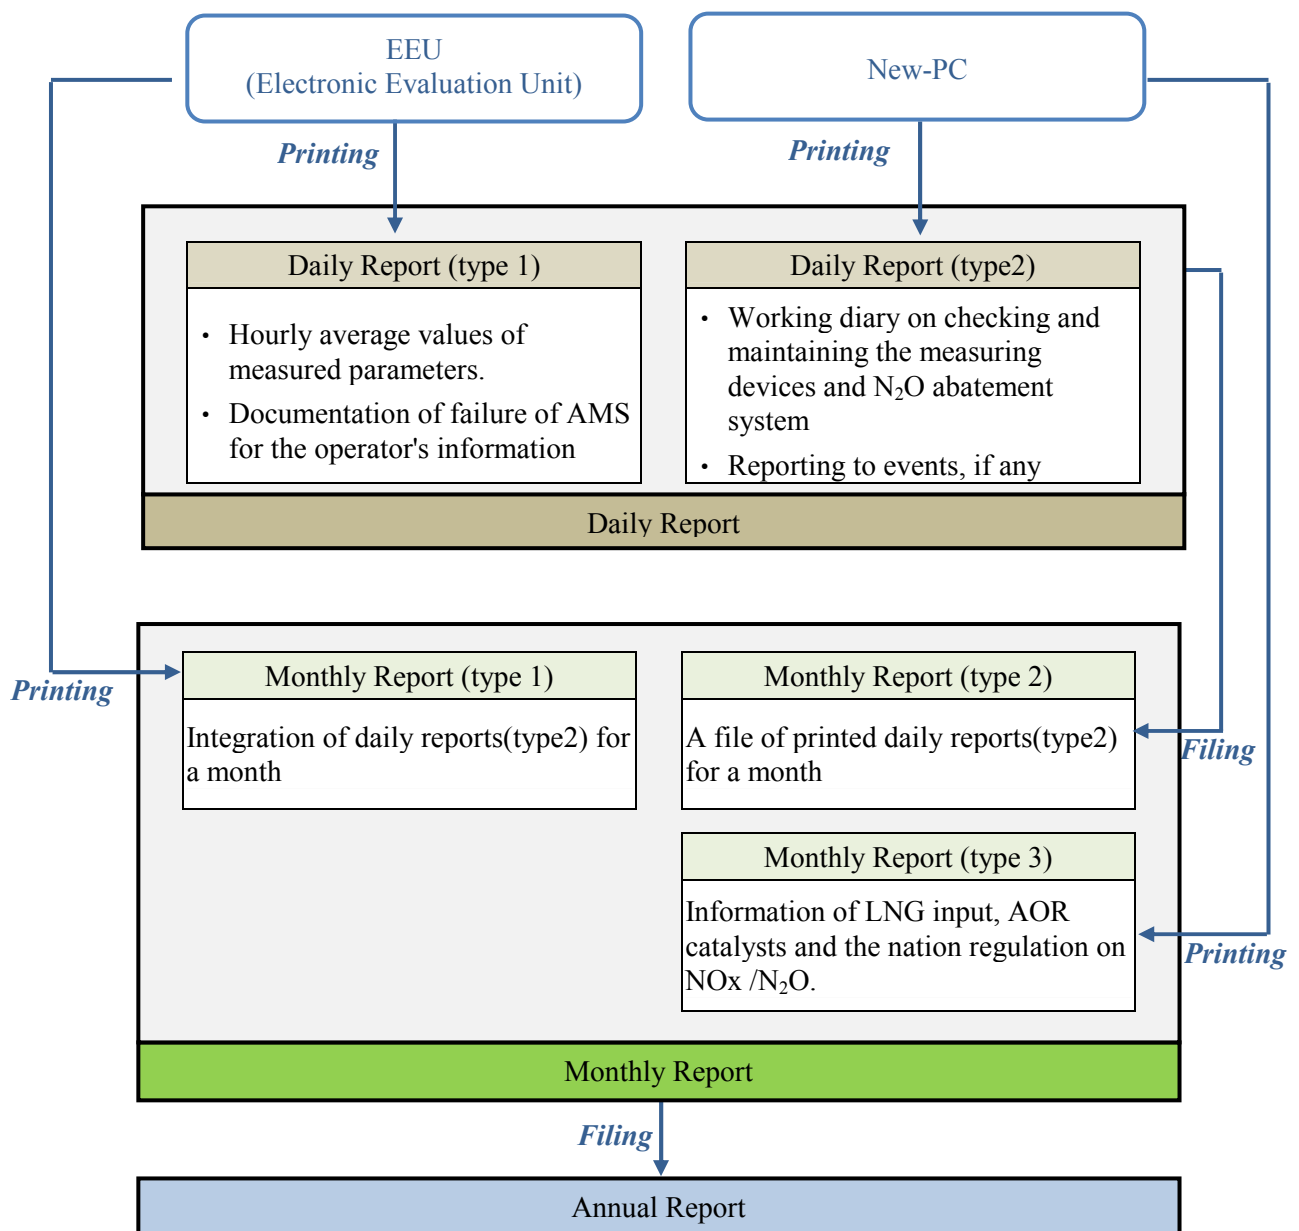 EEU
(Electronic Evaluation Unit)
New-PC
Printing
Printing
Daily Report (type 1)
• Hourly average values of
measured parameters.
• Documentation of failure of AMS
for the operator's information
Daily Report (type2)
• Working diary on checking and
maintaining the measuring
devices and N₂O abatement
system
• Reporting to events, if any
Daily Report
Printing
Monthly Report (type 1)
Integration of daily reports(type2) for
a month
Monthly Report (type 2)
A file of printed daily reports(type2)
for a month
Filing
Monthly Report (type 3)
Information of LNG input, AOR
catalysts and the nation regulation on
NOx /N₂O.
Printing
Monthly Report
Filing
Annual Report